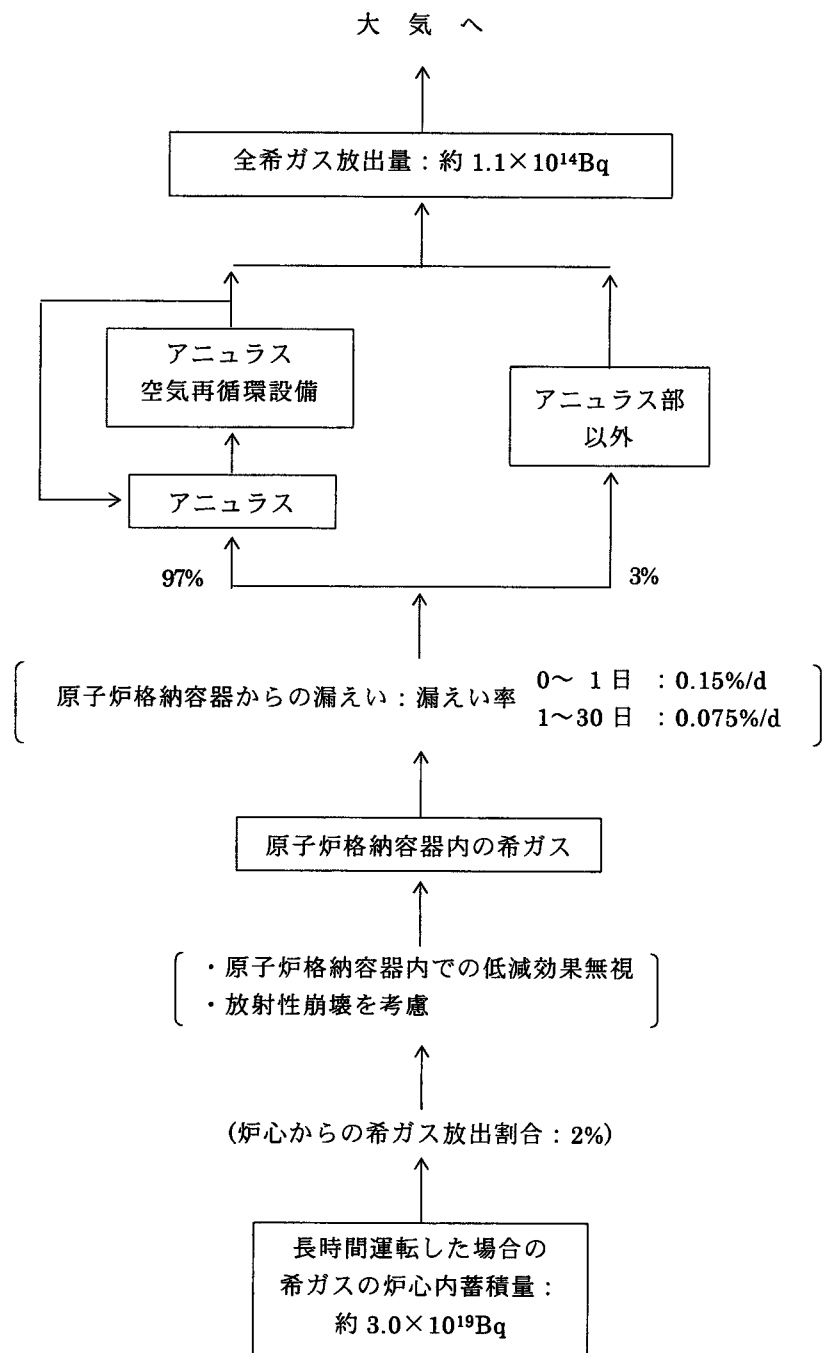 大 気 へ
全希ガス放出量：約 1.1×10¹⁴Bq
アニュラス
空気再循環設備
アニュラス部
以外
アニュラス
97%
3%
原子炉格納容器からの漏えい：漏えい率
0～ 1 日 ：0.15%/d
1～30 日 ：0.075%/d
原子炉格納容器内の希ガス
・原子炉格納容器内での低減効果無視
・放射性崩壊を考慮
(炉心からの希ガス放出割合：2%)
長時間運転した場合の
希ガスの炉心内蓄積量：
約 3.0×10¹⁹Bq